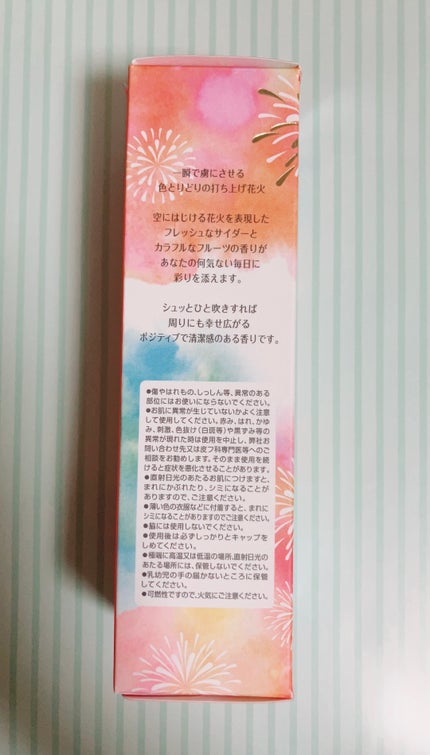 一瞬で虜にさせる
色とりどりの打ち上げ花火
空にはじける花火を表現した
フレッシュなサイダーと
カラフルなフルーツの香りが
あなたの何気ない毎日に
彩りを添えます。
シュッとひと吹きすれば
周りにも幸せ広がる
ポジティブで清潔感のある香りです。
●傷やはれもの、しっしん等、異常のある
部位にはお使いにならないでください。
●お肌に異常が生じていないかよく注意
して使用してください。赤み、はれ、かゆ
み、刺激、色抜け(白斑等)や黒ずみ等の
異常が現れた時は使用を中止し、弊社お
問い合わせ先又は皮フ科専門医等へのご
相談をお勧めします。そのまま使用を続
けると症状を悪化させることがあります。
●直射日光のあたるお肌につけますと、
まれにかぶれたり、シミになることが
ありますので、ご注意ください。
●薄い色の衣服などに付着すると、まれに
シミになることがありますのでご注意ください。
●脇には使用しないでください。
●使用後は必ずしっかりとキャップを
しめてください。
●極端に高温又は低温の場所、直射日光の
あたる場所には、保管しないでください。
●乳幼児の手の届かないところに保管
してください。
●可燃性ですので、火気にご注意ください。